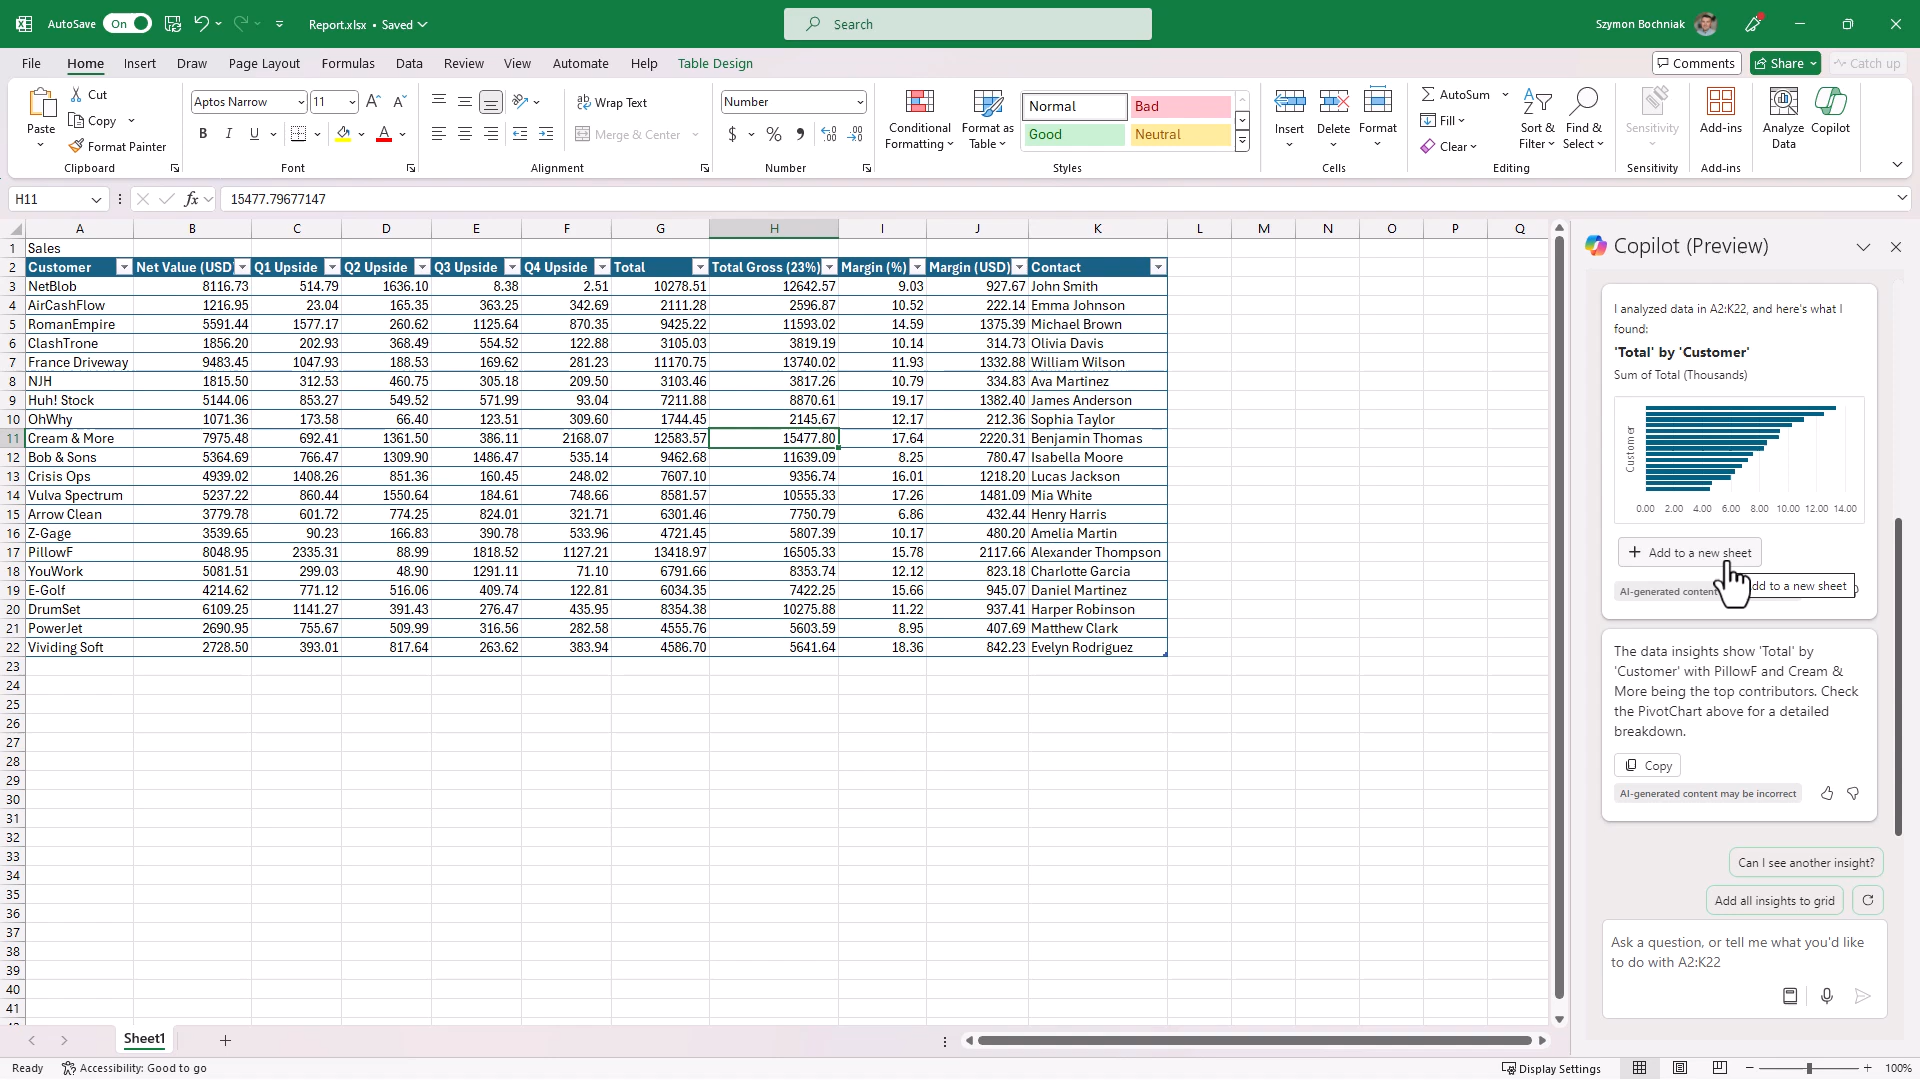 AutoSave On Report.xlsx • Saved Search Szymon Bochniak
File Home Insert Draw Page Layout Formulas Data Review View Automate Help Table Design Comments Share Catch up
Paste Cut Copy Format Painter Clipboard
Aptos Narrow 11 B I U A Font
Wrap Text Merge & Center Alignment
Number $ % Number
Conditional Formatting Format as Table Normal Bad Good Neutral Styles
Insert Delete Format Cells
AutoSum Fill Clear Sort & Filter Find & Select Editing
Sensitivity Sensitivity
Add-ins Add-ins
Analyze Data Copilot
H11 fx 15477.79677147
A B C D E F G H I J K L M N O P Q
1 Sales
2 Customer Net Value (USD Q1 Upside Q2 Upside Q3 Upside Q4 Upside Total Total Gross (23%) Margin (%) Margin (USD) Contact
3 NetBlob 8116.73 514.79 1636.10 8.38 2.51 10278.51 12642.57 9.03 927.67 John Smith
4 AirCashFlow 1216.95 23.04 165.35 363.25 342.69 2111.28 2596.87 10.52 222.14 Emma Johnson
5 RomanEmpire 5591.44 1577.17 260.62 1125.64 870.35 9425.22 11593.02 14.59 1375.39 Michael Brown
6 ClashTrone 1856.20 202.93 368.49 554.52 122.88 3105.03 3819.19 10.14 314.73 Olivia Davis
7 France Driveway 9483.45 1047.93 188.53 169.62 281.23 11170.75 13740.02 11.93 1332.88 William Wilson
8 NJH 1815.50 312.53 460.75 305.18 209.50 3103.46 3817.26 10.79 334.83 Ava Martinez
9 Huh! Stock 5144.06 853.27 549.52 571.99 93.04 7211.88 8870.61 19.17 1382.40 James Anderson
10 OhWhy 1071.36 173.58 66.40 123.51 309.60 1744.45 2145.67 12.17 212.36 Sophia Taylor
11 Cream & More 7975.48 692.41 1361.50 386.11 2168.07 12583.57 15477.80 17.64 2220.31 Benjamin Thomas
12 Bob & Sons 5364.69 766.47 1309.90 1486.47 535.14 9462.68 11639.09 8.25 780.47 Isabella Moore
13 Crisis Ops 4939.02 1408.26 851.36 160.45 248.02 7607.10 9356.74 16.01 1218.20 Lucas Jackson
14 Vulva Spectrum 5237.22 860.44 1550.64 184.61 748.66 8581.57 10555.33 17.26 1481.09 Mia White
15 Arrow Clean 3779.78 601.72 774.25 824.01 321.71 6301.46 7750.79 6.86 432.44 Henry Harris
16 Z-Gage 3539.65 90.23 166.83 390.78 533.96 4721.45 5807.39 10.17 480.20 Amelia Martin
17 PillowF 8048.95 2335.31 88.99 1818.52 1127.21 13418.97 16505.33 15.78 2117.66 Alexander Thompson
18 YouWork 5081.51 299.03 48.90 1291.11 71.10 6791.66 8353.74 12.12 823.18 Charlotte Garcia
19 E-Golf 4214.62 771.12 516.06 409.74 122.81 6034.35 7422.25 15.66 945.07 Daniel Martinez
20 DrumSet 6109.25 1141.27 391.43 276.47 435.95 8354.38 10275.88 11.22 937.41 Harper Robinson
21 PowerJet 2690.95 755.67 509.99 316.56 282.58 4555.76 5603.59 8.95 407.69 Matthew Clark
22 Vividing Soft 2728.50 393.01 817.64 263.62 383.94 4586.70 5641.64 18.36 842.23 Evelyn Rodriguez
23
24
25
26
27
28
29
30
31
32
33
34
35
36
37
38
39
40
41
Copilot (Preview)
I analyzed data in A2:K22, and here's what I
found:
'Total' by 'Customer'
Sum of Total (Thousands)
Customer
0.00 2.00 4.00 6.00 8.00 10.00 12.00 14.00
+ Add to a new sheet
AI-generated content dd to a new sheet
The data insights show 'Total' by
'Customer' with PillowF and Cream &
More being the top contributors. Check
the PivotChart above for a detailed
breakdown.
Copy
AI-generated content may be incorrect
Can I see another insight?
Add all insights to grid
Ask a question, or tell me what you'd like
to do with A2:K22
Sheet1 +
Ready Accessibility: Good to go Display Settings 100%